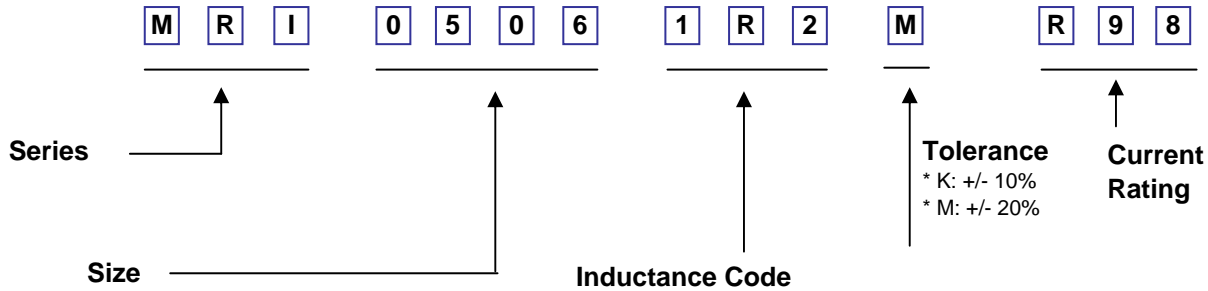 M R I 0 5 0 6 1 R 2 M R 9 8
Series
Tolerance
* K: +/- 10%
* M: +/- 20%
Current
Rating
Size
Inductance Code